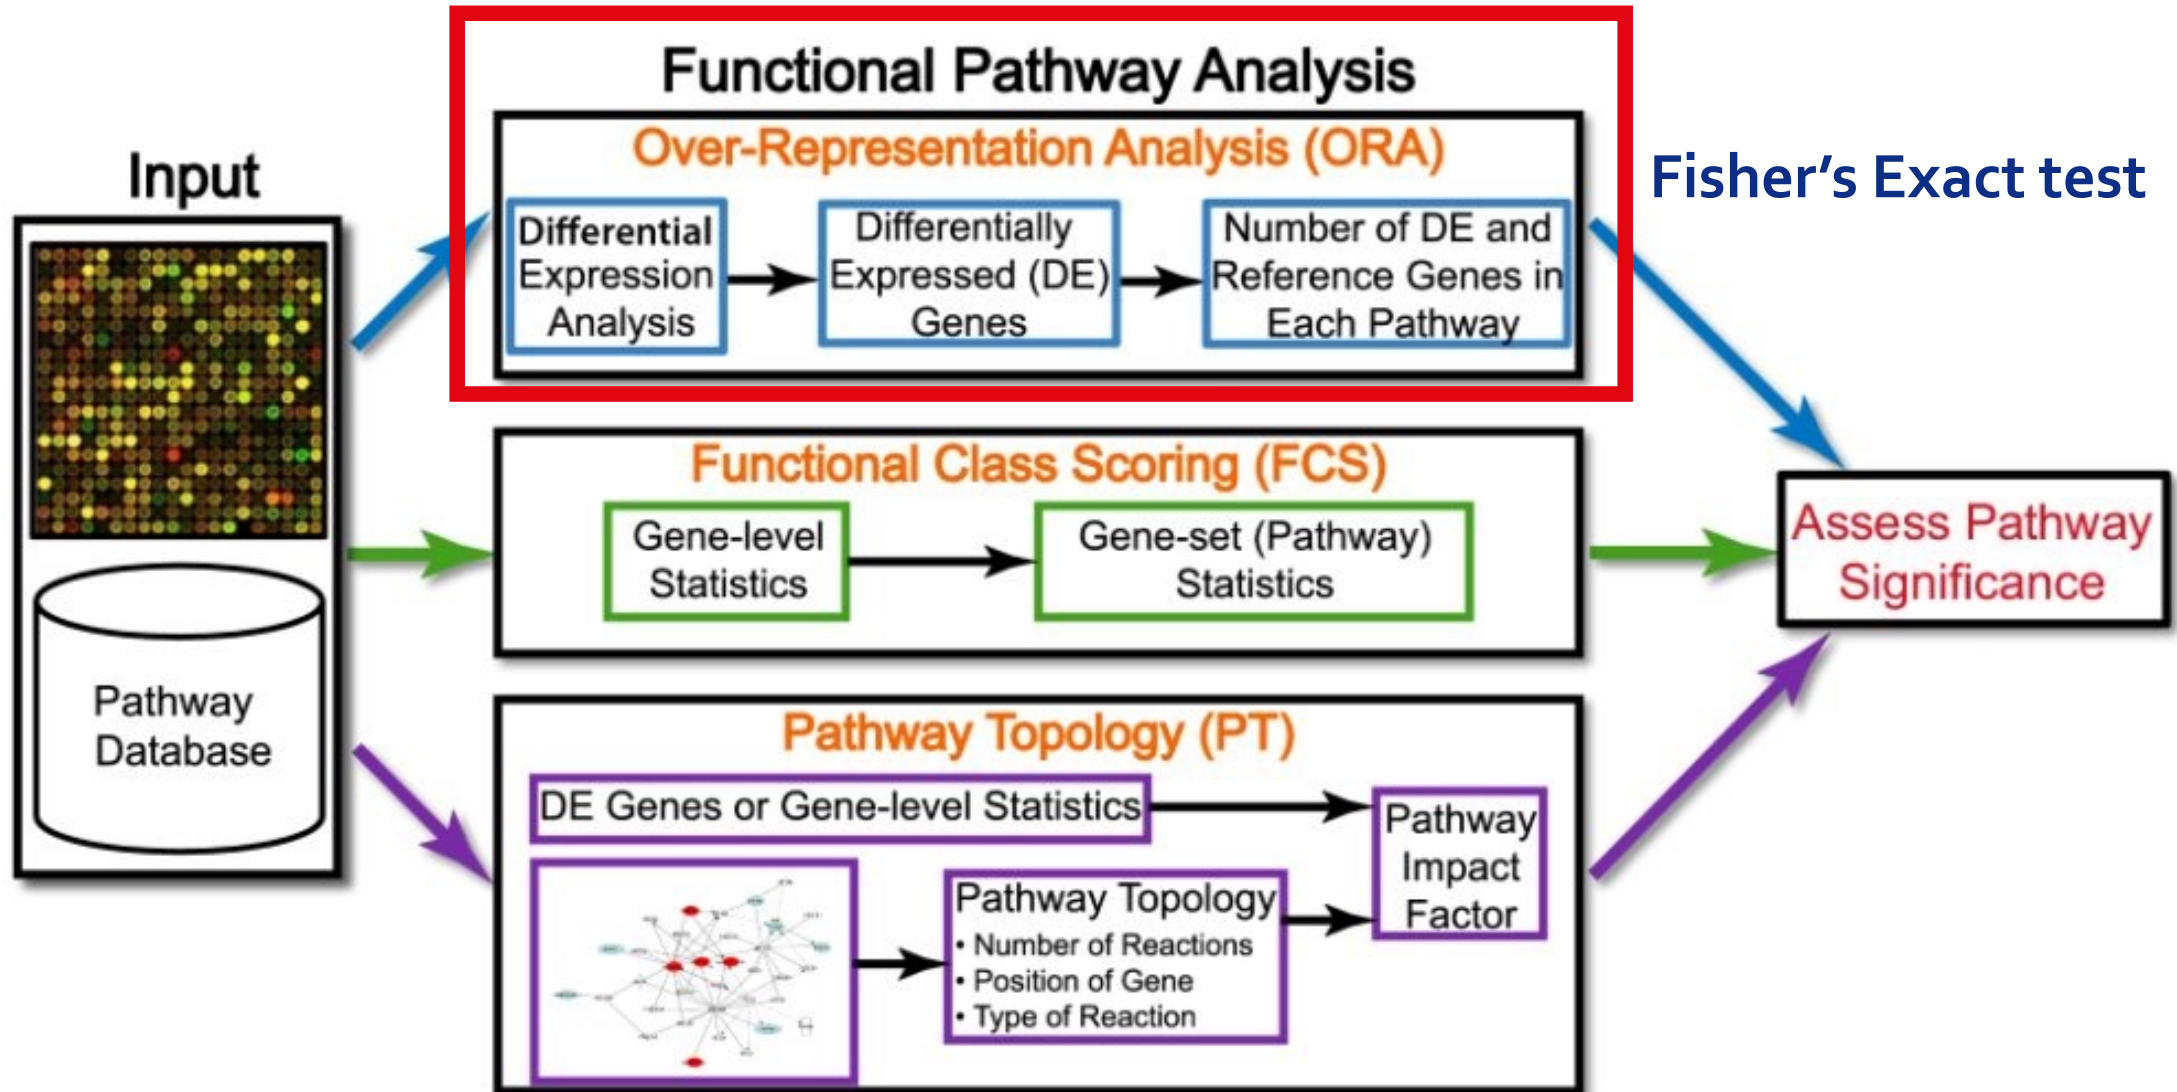 Functional Pathway Analysis
Input
Pathway
Database
Over-Representation Analysis (ORA)
Differential
Expression
Analysis
Differentially
Expressed (DE)
Genes
Number of DE and
Reference Genes in
Each Pathway
Fisher’s Exact test
Functional Class Scoring (FCS)
Gene-level
Statistics
Gene-set (Pathway)
Statistics
Pathway Topology (PT)
DE Genes or Gene-level Statistics
Pathway Topology
• Number of Reactions
• Position of Gene
• Type of Reaction
Pathway
Impact
Factor
Assess Pathway
Significance